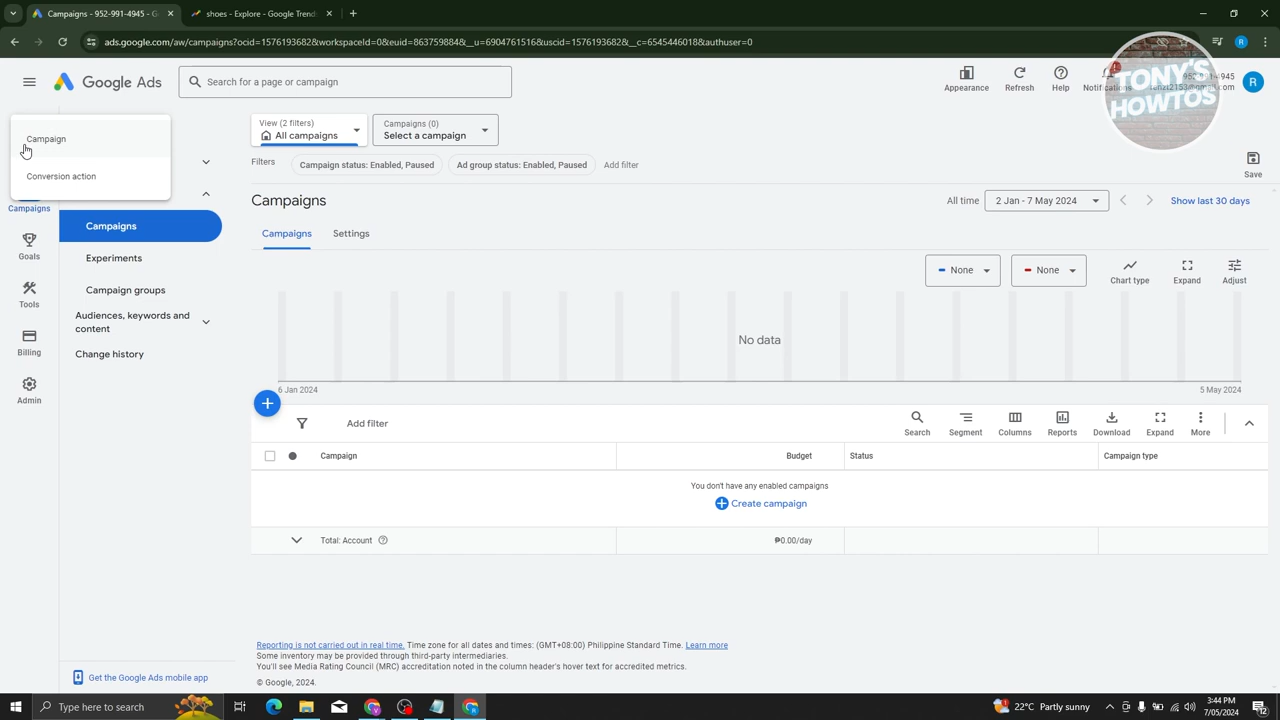 Campaigns - 952-991-4945 - G
shoes - Explore - Google Trend
ads.google.com/aw/campaigns?ocid=1576193682&workspaceId=0&euid=863759884&__u=6904761516&uscid=1576193682&__c=6545446018&authuser=0
R
Google Ads
Search for a page or campaign
Appearance
Refresh
Help
Notifications
R
TONY'S
HOWTOS
Campaign
Conversion action
Campaigns
Goals
Tools
Billing
Admin
Campaigns
Experiments
Campaign groups
Audiences, keywords and
content
Change history
Get the Google Ads mobile app
View (2 filters)
All campaigns
Campaigns (0)
Select a campaign
Filters
Campaign status: Enabled, Paused
Ad group status: Enabled, Paused
Add filter
Save
Campaigns
All time
2 Jan - 7 May 2024
Show last 30 days
Campaigns
Settings
None
None
Chart type
Expand
Adjust
No data
6 Jan 2024
5 May 2024
Add filter
Search
Segment
Columns
Reports
Download
Expand
More
Campaign
Budget
Status
Campaign type
You don't have any enabled campaigns
Create campaign
Total: Account
₱0.00/day
Reporting is not carried out in real time. Time zone for all dates and times: (GMT+08:00) Philippine Standard Time. Learn more
Some inventory may be provided through third-party intermediaries.
You'll see Media Rating Council (MRC) accreditation noted in the column header's hover text for accredited metrics.
© Google, 2024.
Type here to search
22°C Partly sunny
3:44 PM
7/05/2024